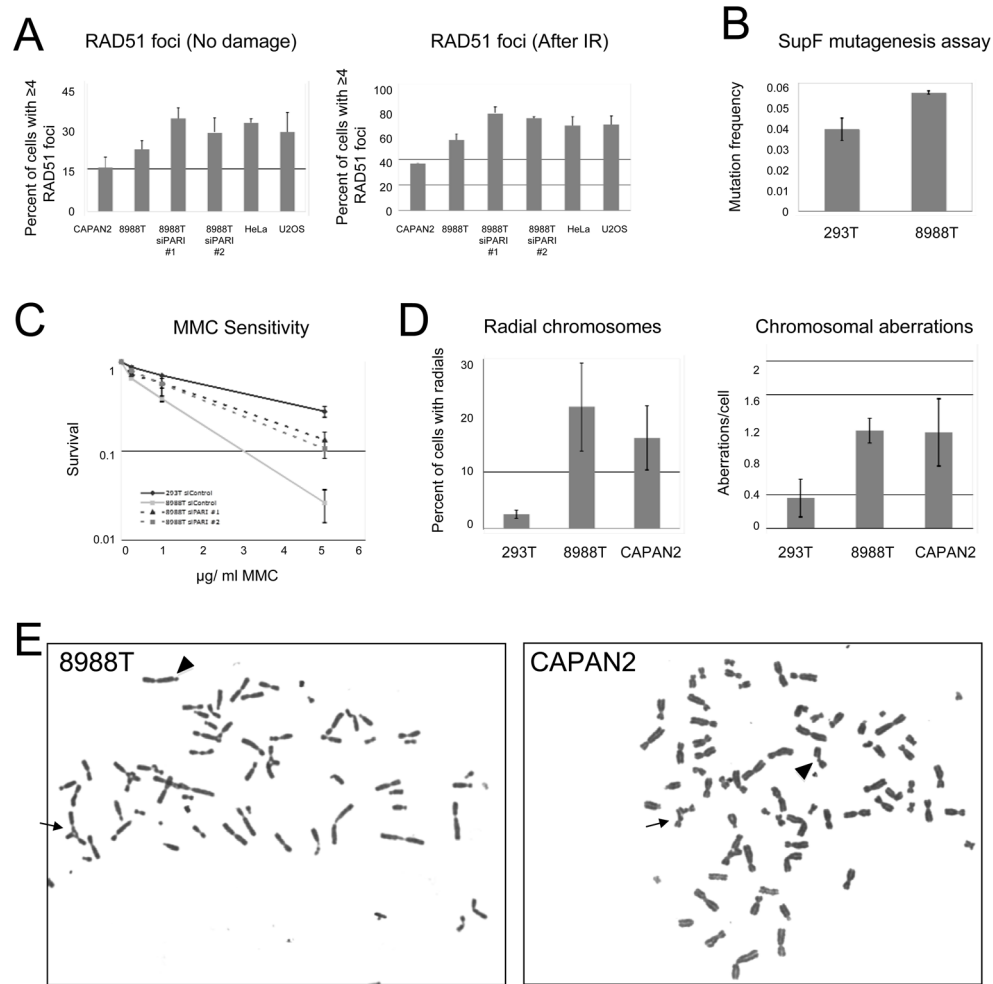 A
RAD51 foci (No damage)
Percent of cells with ≥4
RAD51 foci
45
30
15
0
CAPAN2 8988T 8988T siPARI #1 8988T siPARI #2 HeLa U2OS
RAD51 foci (After IR)
Percent of cells with ≥4
RAD51 foci
100
80
60
40
20
0
CAPAN2 8988T 8988T siPARI #1 8988T siPARI #2 HeLa U2OS
B
SupF mutagenesis assay
Mutation frequency
0.06
0.05
0.04
0.03
0.02
0.01
0
293T 8988T
C
MMC Sensitivity
Survival
1
0.1
0.01
293T siControl
8988T siControl
8988T siPARI #1
8988T siPARI #2
0 1 2 3 4 5 6
µg/ ml MMC
D
Radial chromosomes
Percent of cells with radials
30
20
10
0
293T 8988T CAPAN2
Chromosomal aberrations
Aberrations/cell
2
1.6
1.2
0.8
0.4
0
293T 8988T CAPAN2
E
8988T
CAPAN2